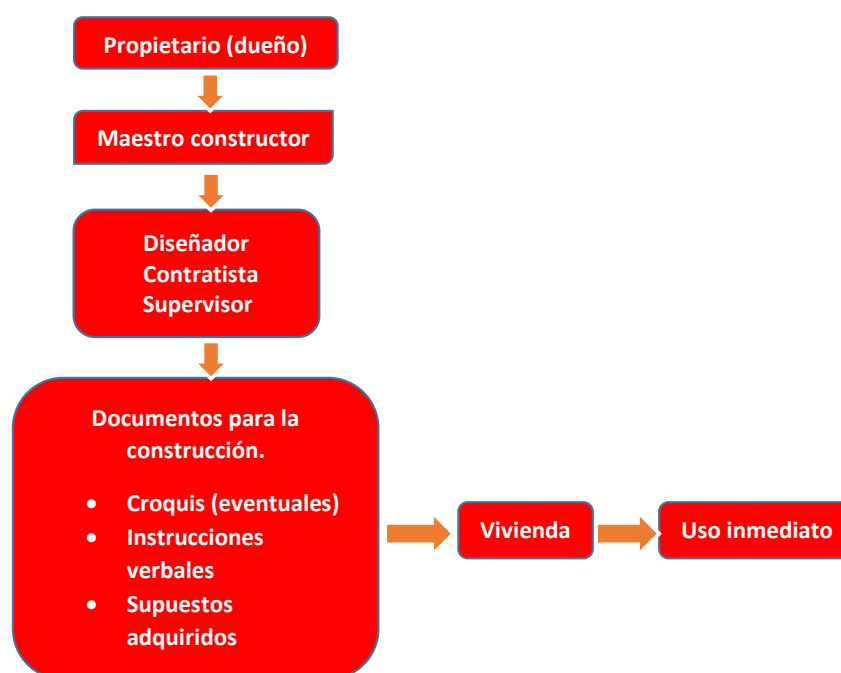 Propietario (dueño)
Maestro constructor
Diseñador
Contratista
Supervisor
Documentos para la
construcción.
• Croquis (eventuales)
• Instrucciones
verbales
• Supuestos
adquiridos
Vivienda
Uso inmediato